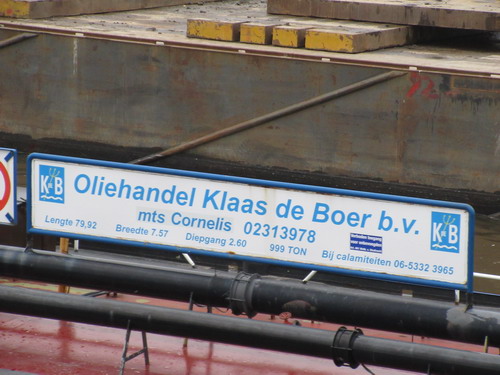 K B
Oliehandel Klaas de Boer b.v.
mts Cornelis 02313978
Lengte 79,92 Breedte 7.57 Diepgang 2.60 999 TON Bij calamiteiten 06-5332 3965
K B